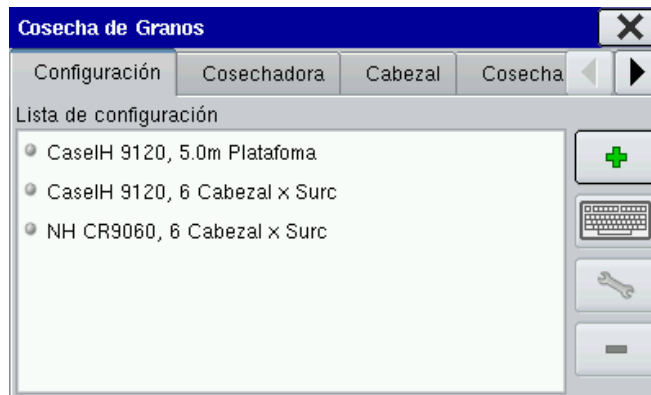 Cosecha de Granos
Configuración Cosechadora Cabezal Cosecha
Lista de configuración
CaseIH 9120, 5.0m Platafoma
CaseIH 9120, 6 Cabezal x Surc
NH CR9060, 6 Cabezal x Surc